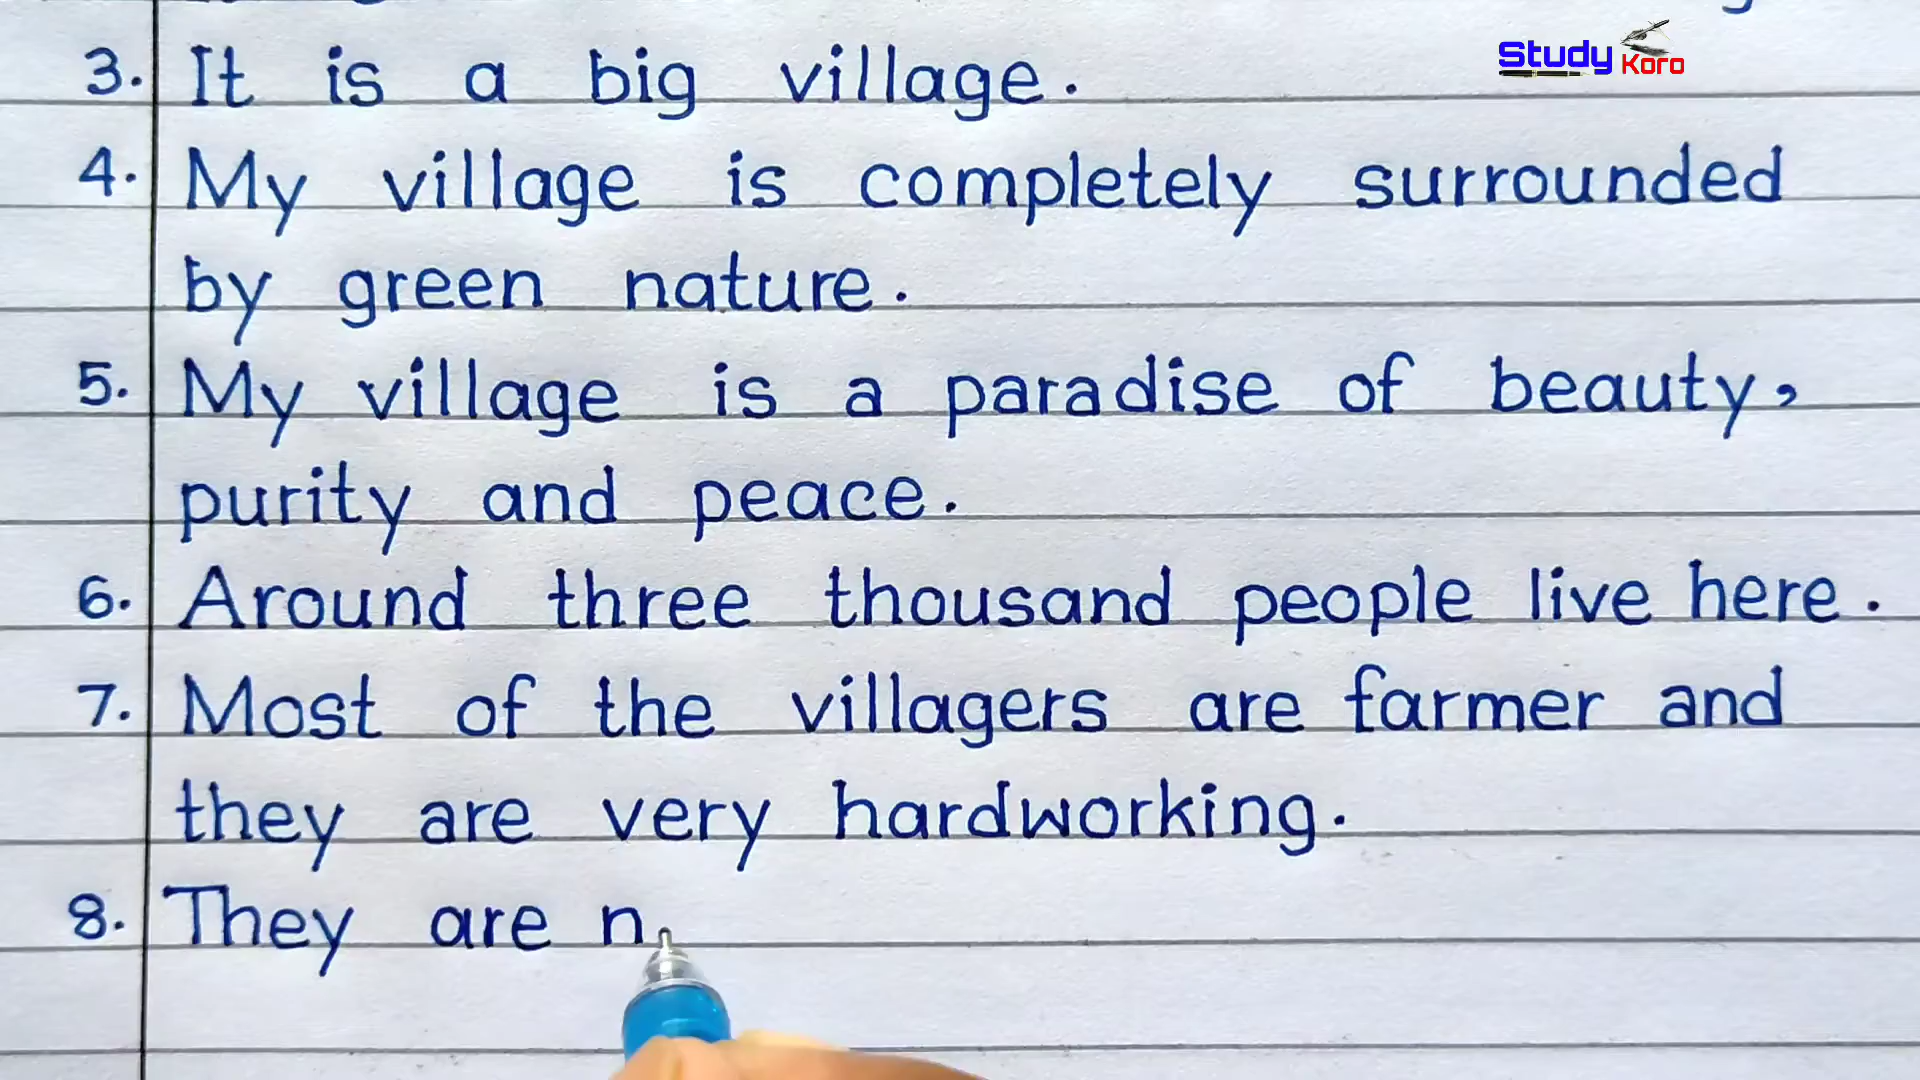 Study Koro
3. It is a big village.
4. My village is completely surrounded
by green nature.
5. My village is a paradise of beauty,
purity and peace.
6. Around three thousand people live here.
7. Most of the villagers are farmer and
they are very hardworking.
8. They are n